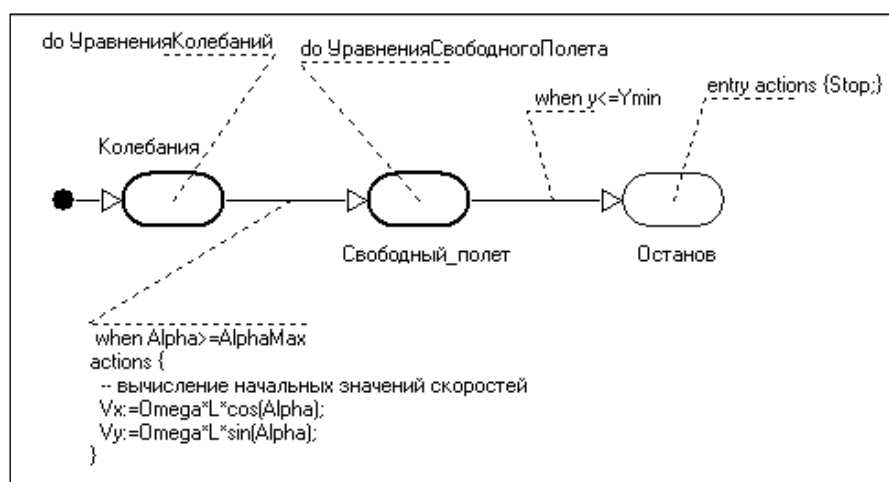 do УравненияКолебаний
do УравненияСвободногоПолета
when y<=Ymin
entry actions {Stop;}
Колебания
Свободный_полет
Останов
when Alpha>=AlphaMax
actions {
-- вычисление начальных значений скоростей
Vx:=Omega*L*cos(Alpha);
Vy:=Omega*L*sin(Alpha);
}